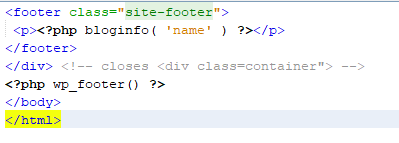 <footer class="site-footer">
<p><?php bloginfo( 'name' ) ?></p>
</footer>
</div> <!-- closes <div class=container"> -->
<?php wp_footer() ?>
</body>
</html>